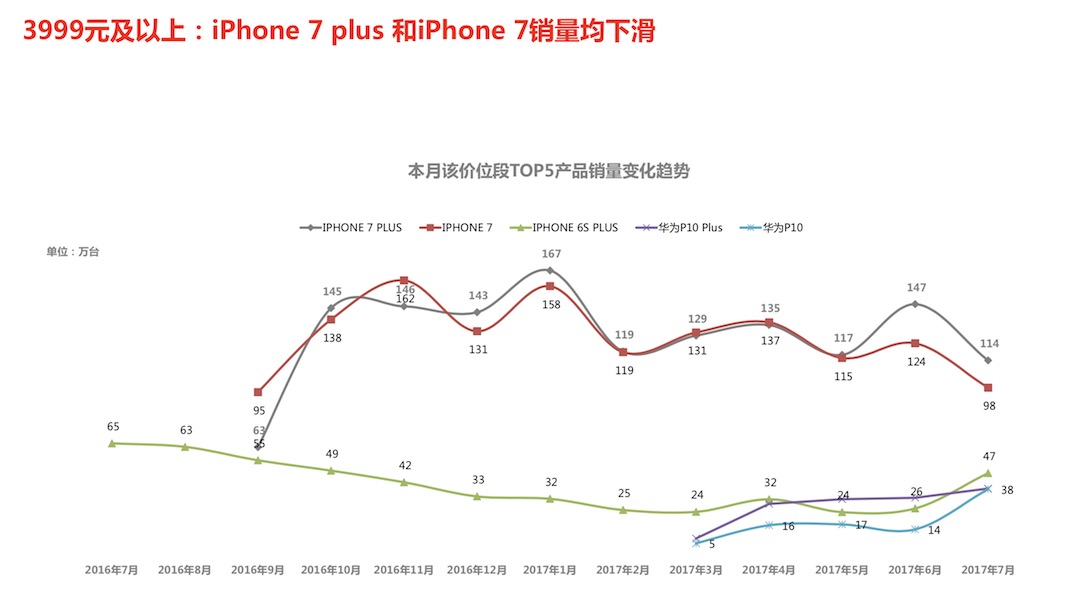 3999元及以上：iPhone 7 plus 和iPhone 7销量均下滑
本月该价位段TOP5产品销量变化趋势
IPHONE 7 PLUS IPHONE 7 IPHONE 6S PLUS 华为P10 Plus 华为P10
单位：万台
167
145 146 143 147
162
138 158 135
131 129
119 131 137 117 114
119 115 124
95 98
63
55
65 63 49 42 33 32 25 24 32 24 26 47
38
5 16 17 14
2016年7月 2016年8月 2016年9月 2016年10月 2016年11月 2016年12月 2017年1月 2017年2月 2017年3月 2017年4月 2017年5月 2017年6月 2017年7月